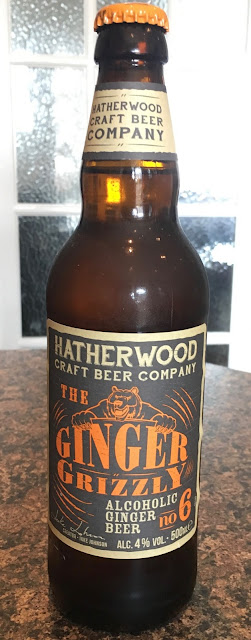 HATHERWOOD
CRAFT BEER
COMPANY
HATHERWOOD
CRAFT BEER COMPANY
THE
GINGER
GRIZZLY
ALCOHOLIC
GINGER
BEER
no 6
ALC. 4% VOL· 500ml e